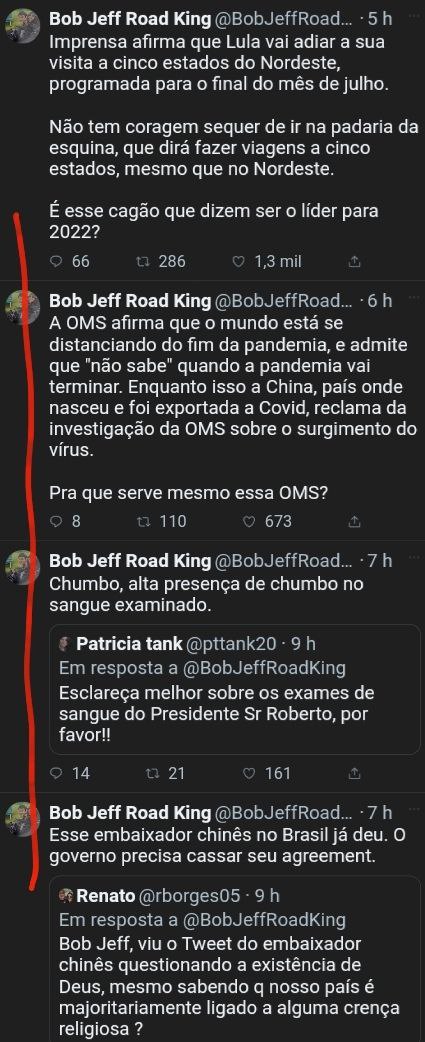 Bob Jeff Road King @BobJeffRoad... · 5 h
Imprensa afirma que Lula vai adiar a sua
visita a cinco estados do Nordeste,
programada para o final do mês de julho.
Não tem coragem sequer de ir na padaria da
esquina, que dirá fazer viagens a cinco
estados, mesmo que no Nordeste.
É esse cagão que dizem ser o líder para
2022?
66 286 1,3 mil
Bob Jeff Road King @BobJeffRoad... · 6 h
A OMS afirma que o mundo está se
distanciando do fim da pandemia, e admite
que "não sabe" quando a pandemia vai
terminar. Enquanto isso a China, país onde
nasceu e foi exportada a Covid, reclama da
investigação da OMS sobre o surgimento do
vírus.
Pra que serve mesmo essa OMS?
8 110 673
Bob Jeff Road King @BobJeffRoad... · 7 h
Chumbo, alta presença de chumbo no
sangue examinado.
Patricia tank @pttank20 · 9 h
Em resposta a @BobJeffRoadKing
Esclareça melhor sobre os exames de
sangue do Presidente Sr Roberto, por
favor!!
14 21 161
Bob Jeff Road King @BobJeffRoad... · 7 h
Esse embaixador chinês no Brasil já deu. O
governo precisa cassar seu agreement.
Renato @rborges05 · 9 h
Em resposta a @BobJeffRoadKing
Bob Jeff, viu o Tweet do embaixador
chinês questionando a existência de
Deus, mesmo sabendo q nosso país é
majoritariamente ligado a alguma crença
religiosa ?